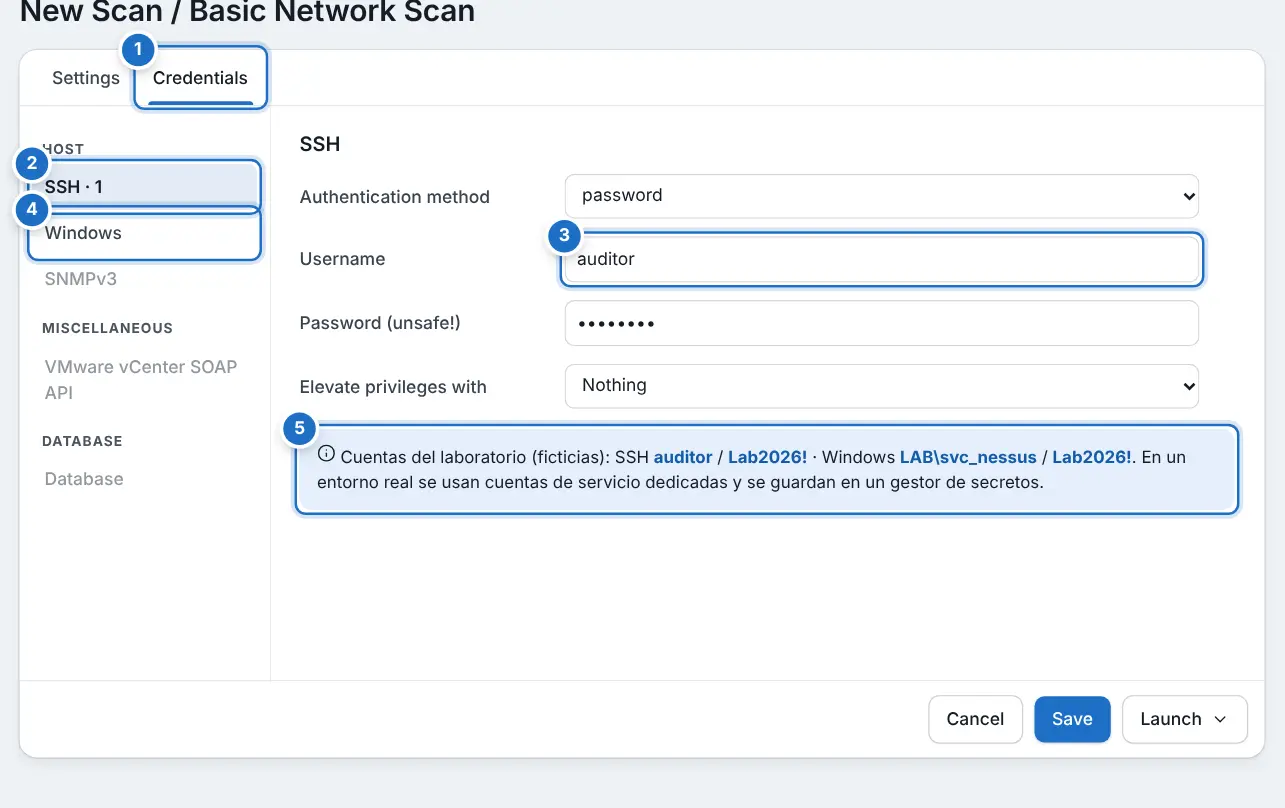 New Scan / Basic Network Scan
1
Settings
Credentials
HOST
2
SSH · 1
4
Windows
SNMPv3
MISCELLANEOUS
VMware vCenter SOAP
API
DATABASE
Database
SSH
Authentication method
password
3
Username
auditor
Password (unsafe!)
••••••••
Elevate privileges with
Nothing
5
Cuentas del laboratorio (ficticias): SSH auditor / Lab2026! · Windows LAB\svc_nessus / Lab2026!. En un
entorno real se usan cuentas de servicio dedicadas y se guardan en un gestor de secretos.
Cancel
Save
Launch